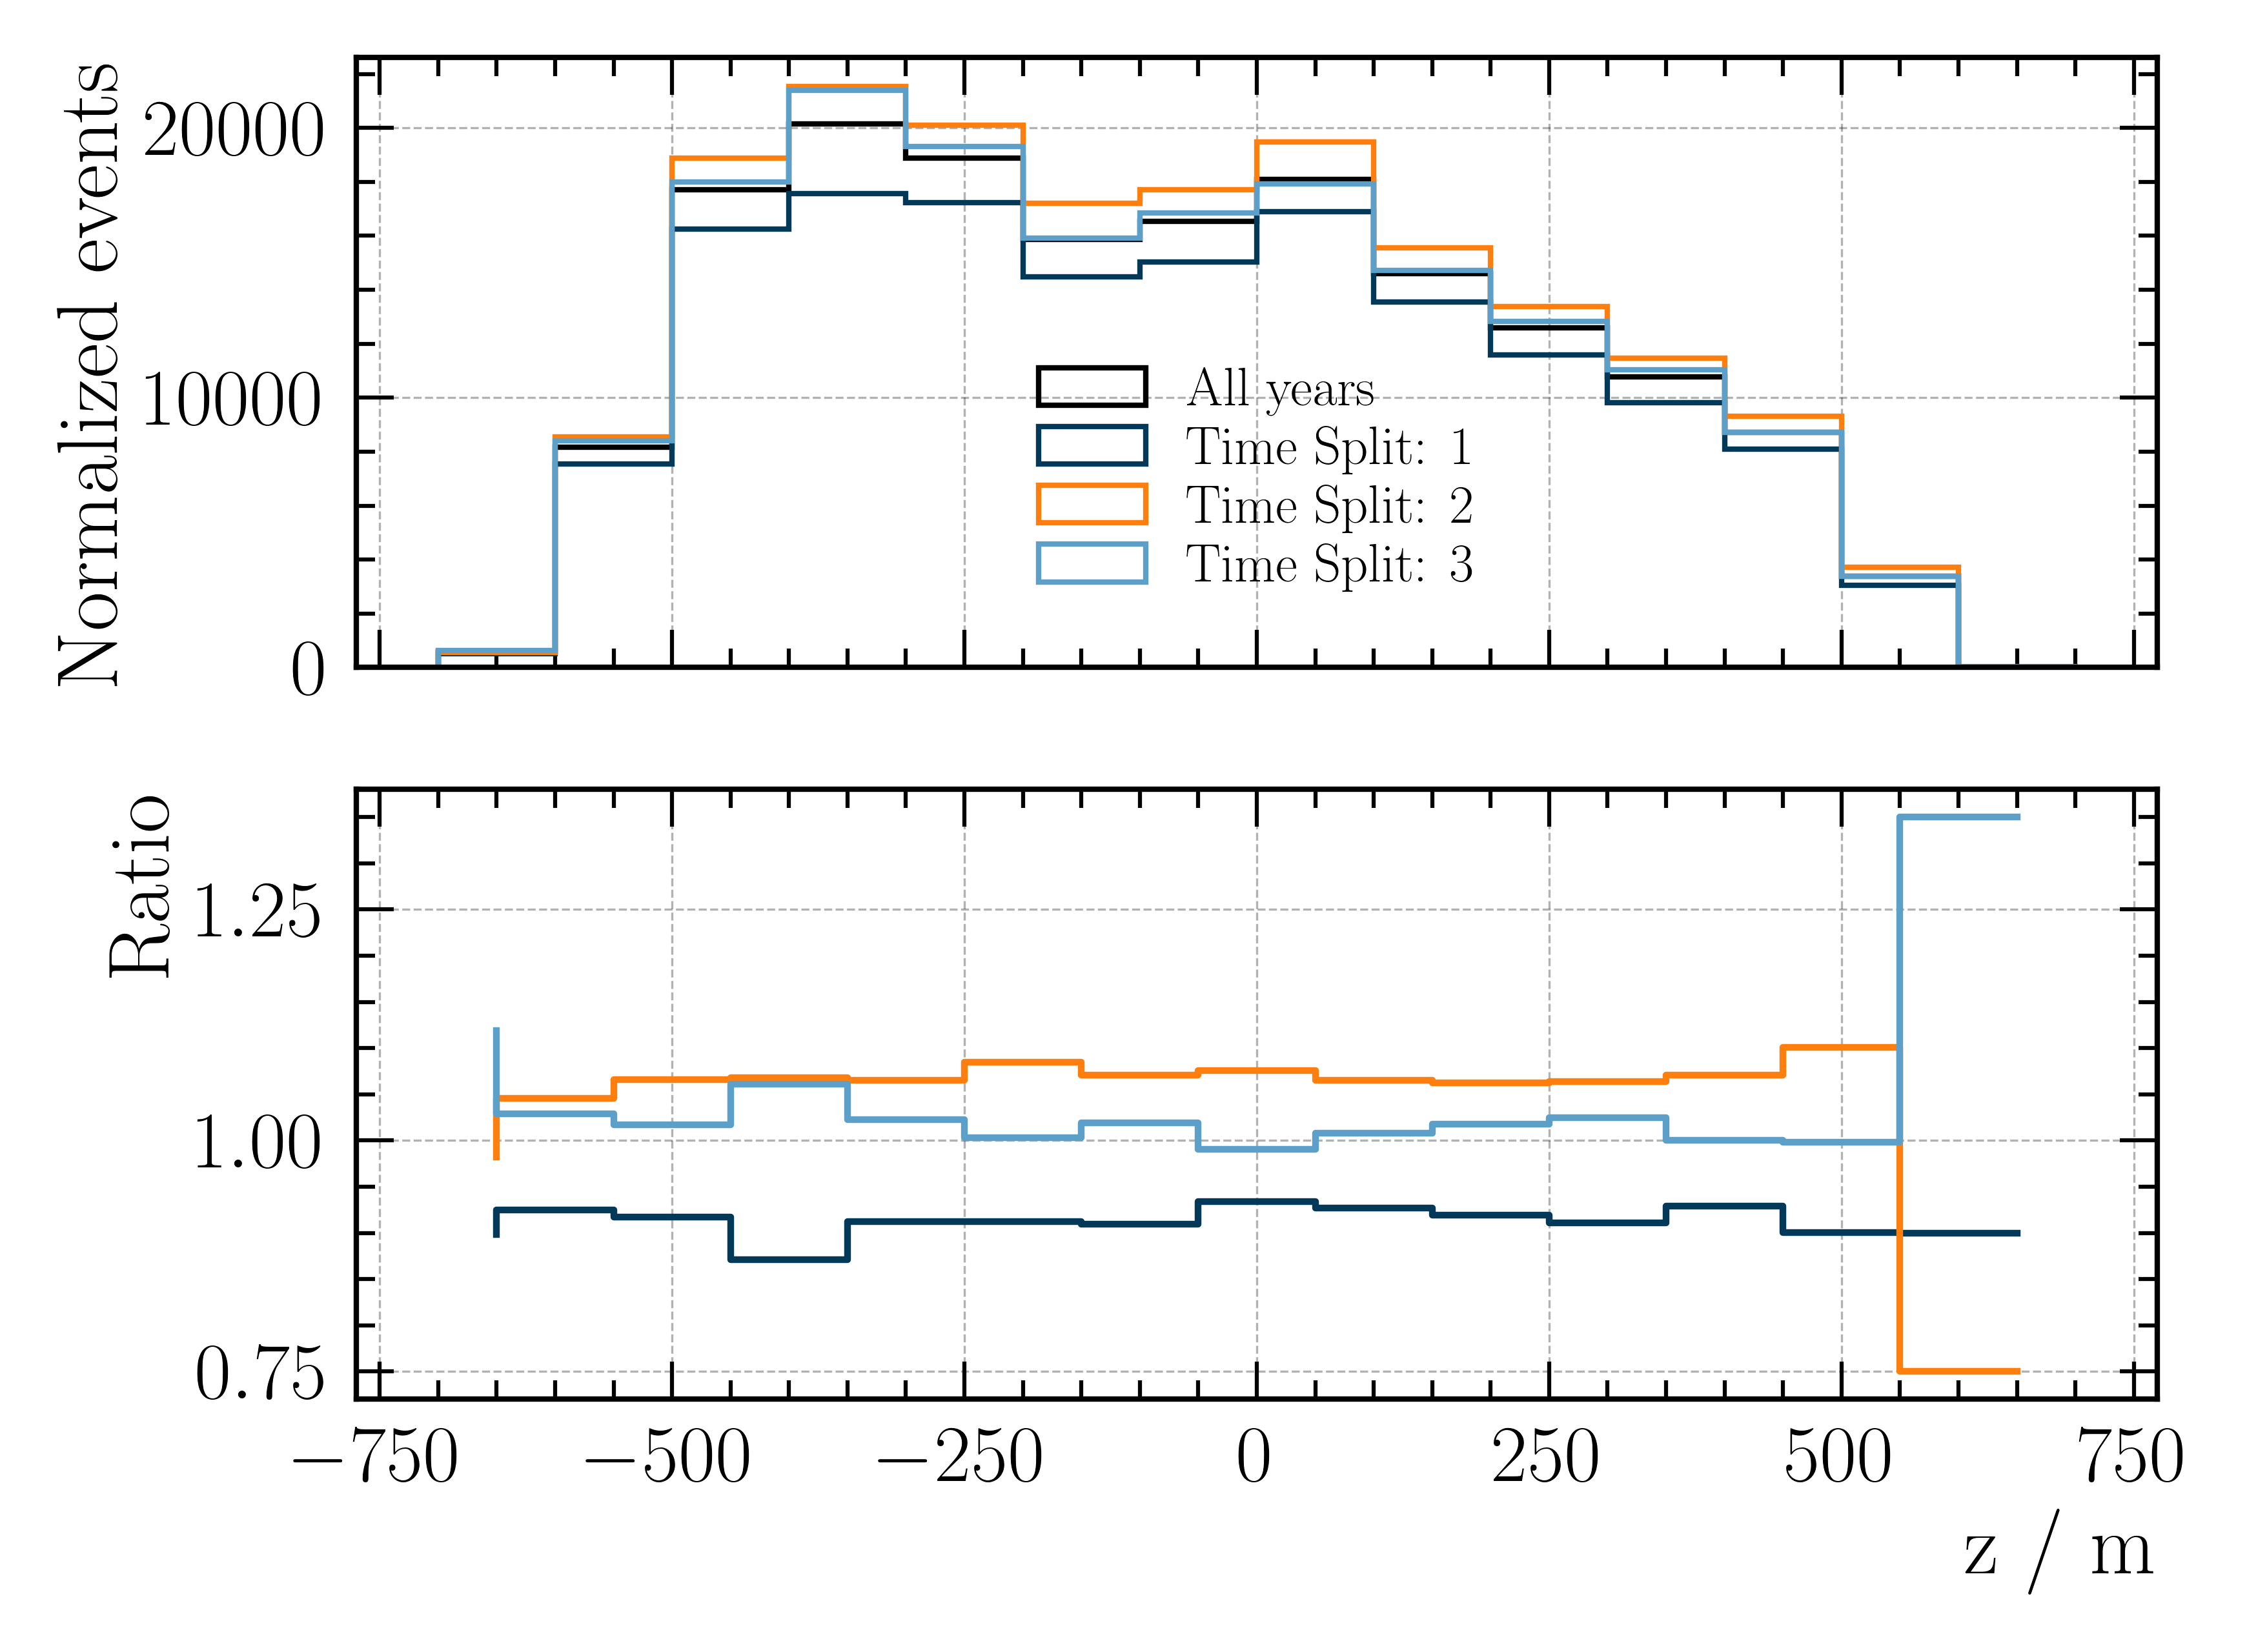 Normalized events
20000
10000
0
All years
Time Split: 1
Time Split: 2
Time Split: 3
Ratio
1.25
1.00
0.75
−750 −500 −250 0 250 500 750
z / m